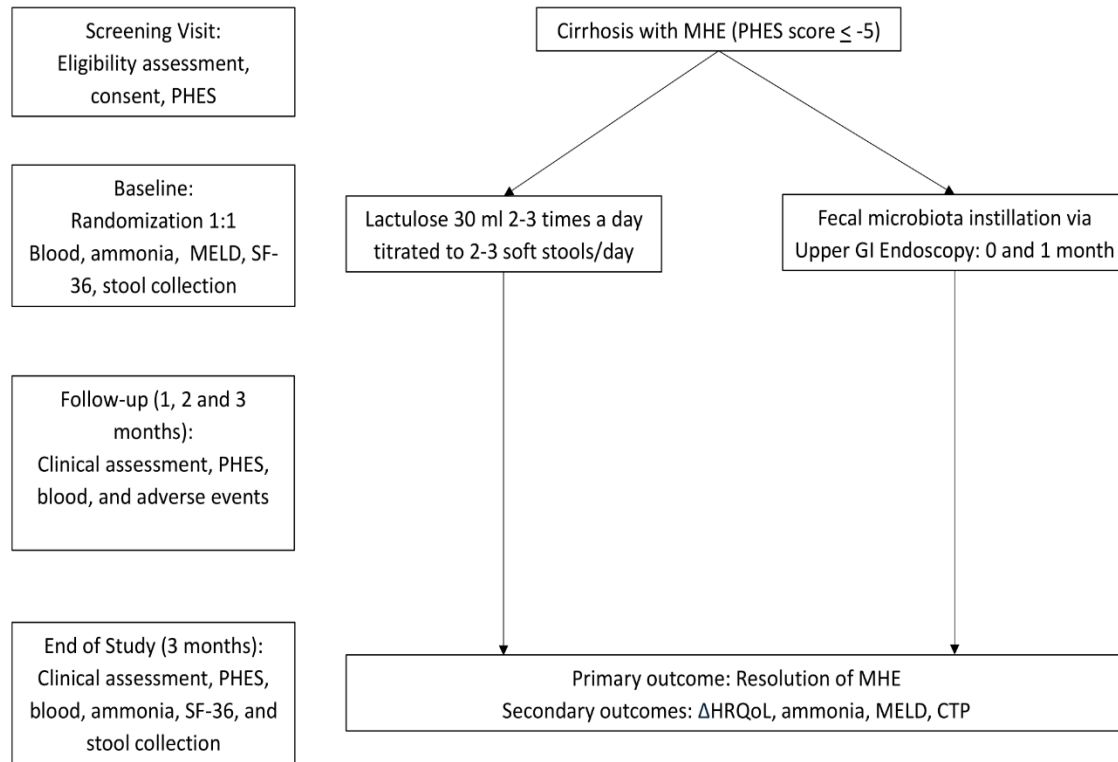 Screening Visit:
Eligibility assessment,
consent, PHES
Cirrhosis with MHE (PHES score ≤ -5)
Baseline:
Randomization 1:1
Blood, ammonia, MELD, SF-
36, stool collection
Lactulose 30 ml 2-3 times a day
titrated to 2-3 soft stools/day
Fecal microbiota instillation via
Upper GI Endoscopy: 0 and 1 month
Follow-up (1, 2 and 3
months):
Clinical assessment, PHES,
blood, and adverse events
End of Study (3 months):
Clinical assessment, PHES,
blood, ammonia, SF-36, and
stool collection
Primary outcome: Resolution of MHE
Secondary outcomes: ΔHRQoL, ammonia, MELD, CTP